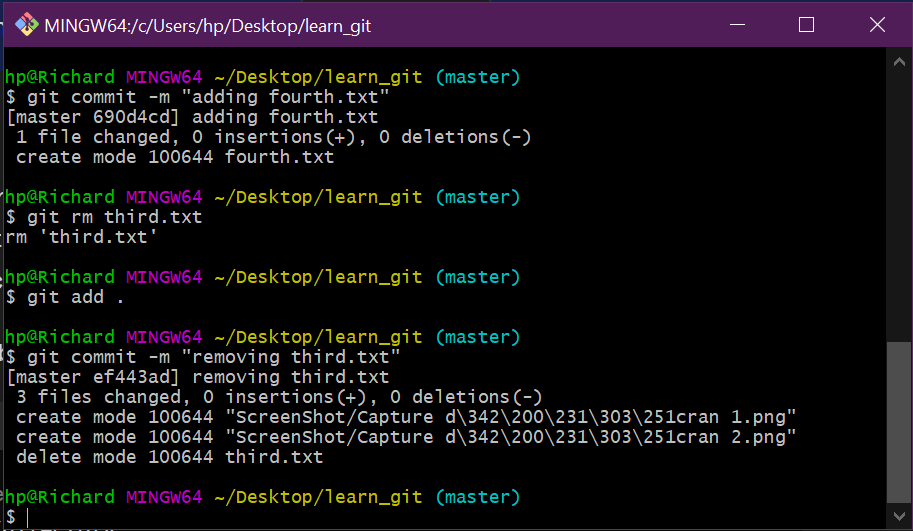 MINGW64:/c/Users/hp/Desktop/learn_git
hp@Richard MINGW64 ~/Desktop/learn_git (master)
$ git commit -m "adding fourth.txt"
[master 690d4cd] adding fourth.txt
 1 file changed, 0 insertions(+), 0 deletions(-)
 create mode 100644 fourth.txt
hp@Richard MINGW64 ~/Desktop/learn_git (master)
$ git rm third.txt
rm 'third.txt'
hp@Richard MINGW64 ~/Desktop/learn_git (master)
$ git add .
hp@Richard MINGW64 ~/Desktop/learn_git (master)
$ git commit -m "removing third.txt"
[master ef443ad] removing third.txt
 3 files changed, 0 insertions(+), 0 deletions(-)
 create mode 100644 "ScreenShot/Capture d\342\200\231\303\251cran 1.png"
 create mode 100644 "ScreenShot/Capture d\342\200\231\303\251cran 2.png"
 delete mode 100644 third.txt
hp@Richard MINGW64 ~/Desktop/learn_git (master)
$